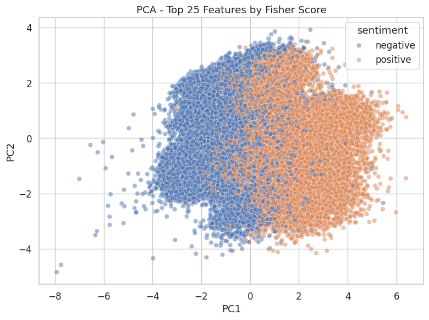 PCA - Top 25 Features by Fisher Score
sentiment
negative
positive
PC2
4
2
0
−2
−4
−8
−6
−4
−2
0
2
4
6
PC1